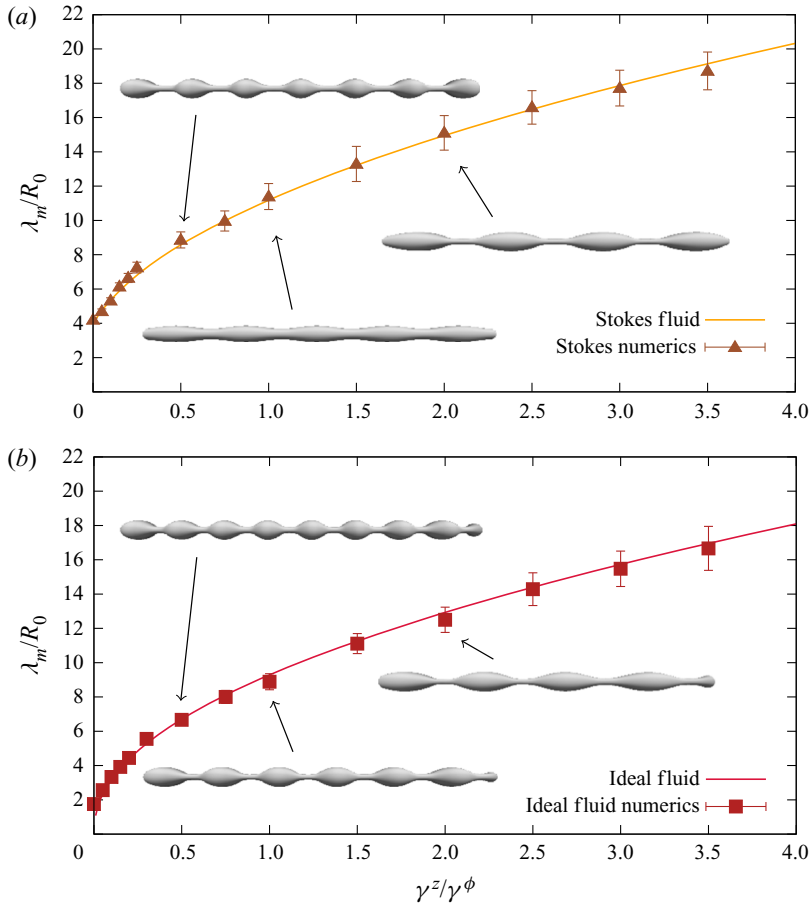 (a)
22
20
18
16
14
12
10
8
6
4
2
λm/R0
0 0.5 1.0 1.5 2.0 2.5 3.0 3.5 4.0
Stokes fluid
Stokes numerics
(b)
22
20
18
16
14
12
10
8
6
4
2
0
λm/R0
0.5 1.0 1.5 2.0 2.5 3.0 3.5 4.0
Ideal fluid
Ideal fluid numerics
γ^z/γ^ϕ